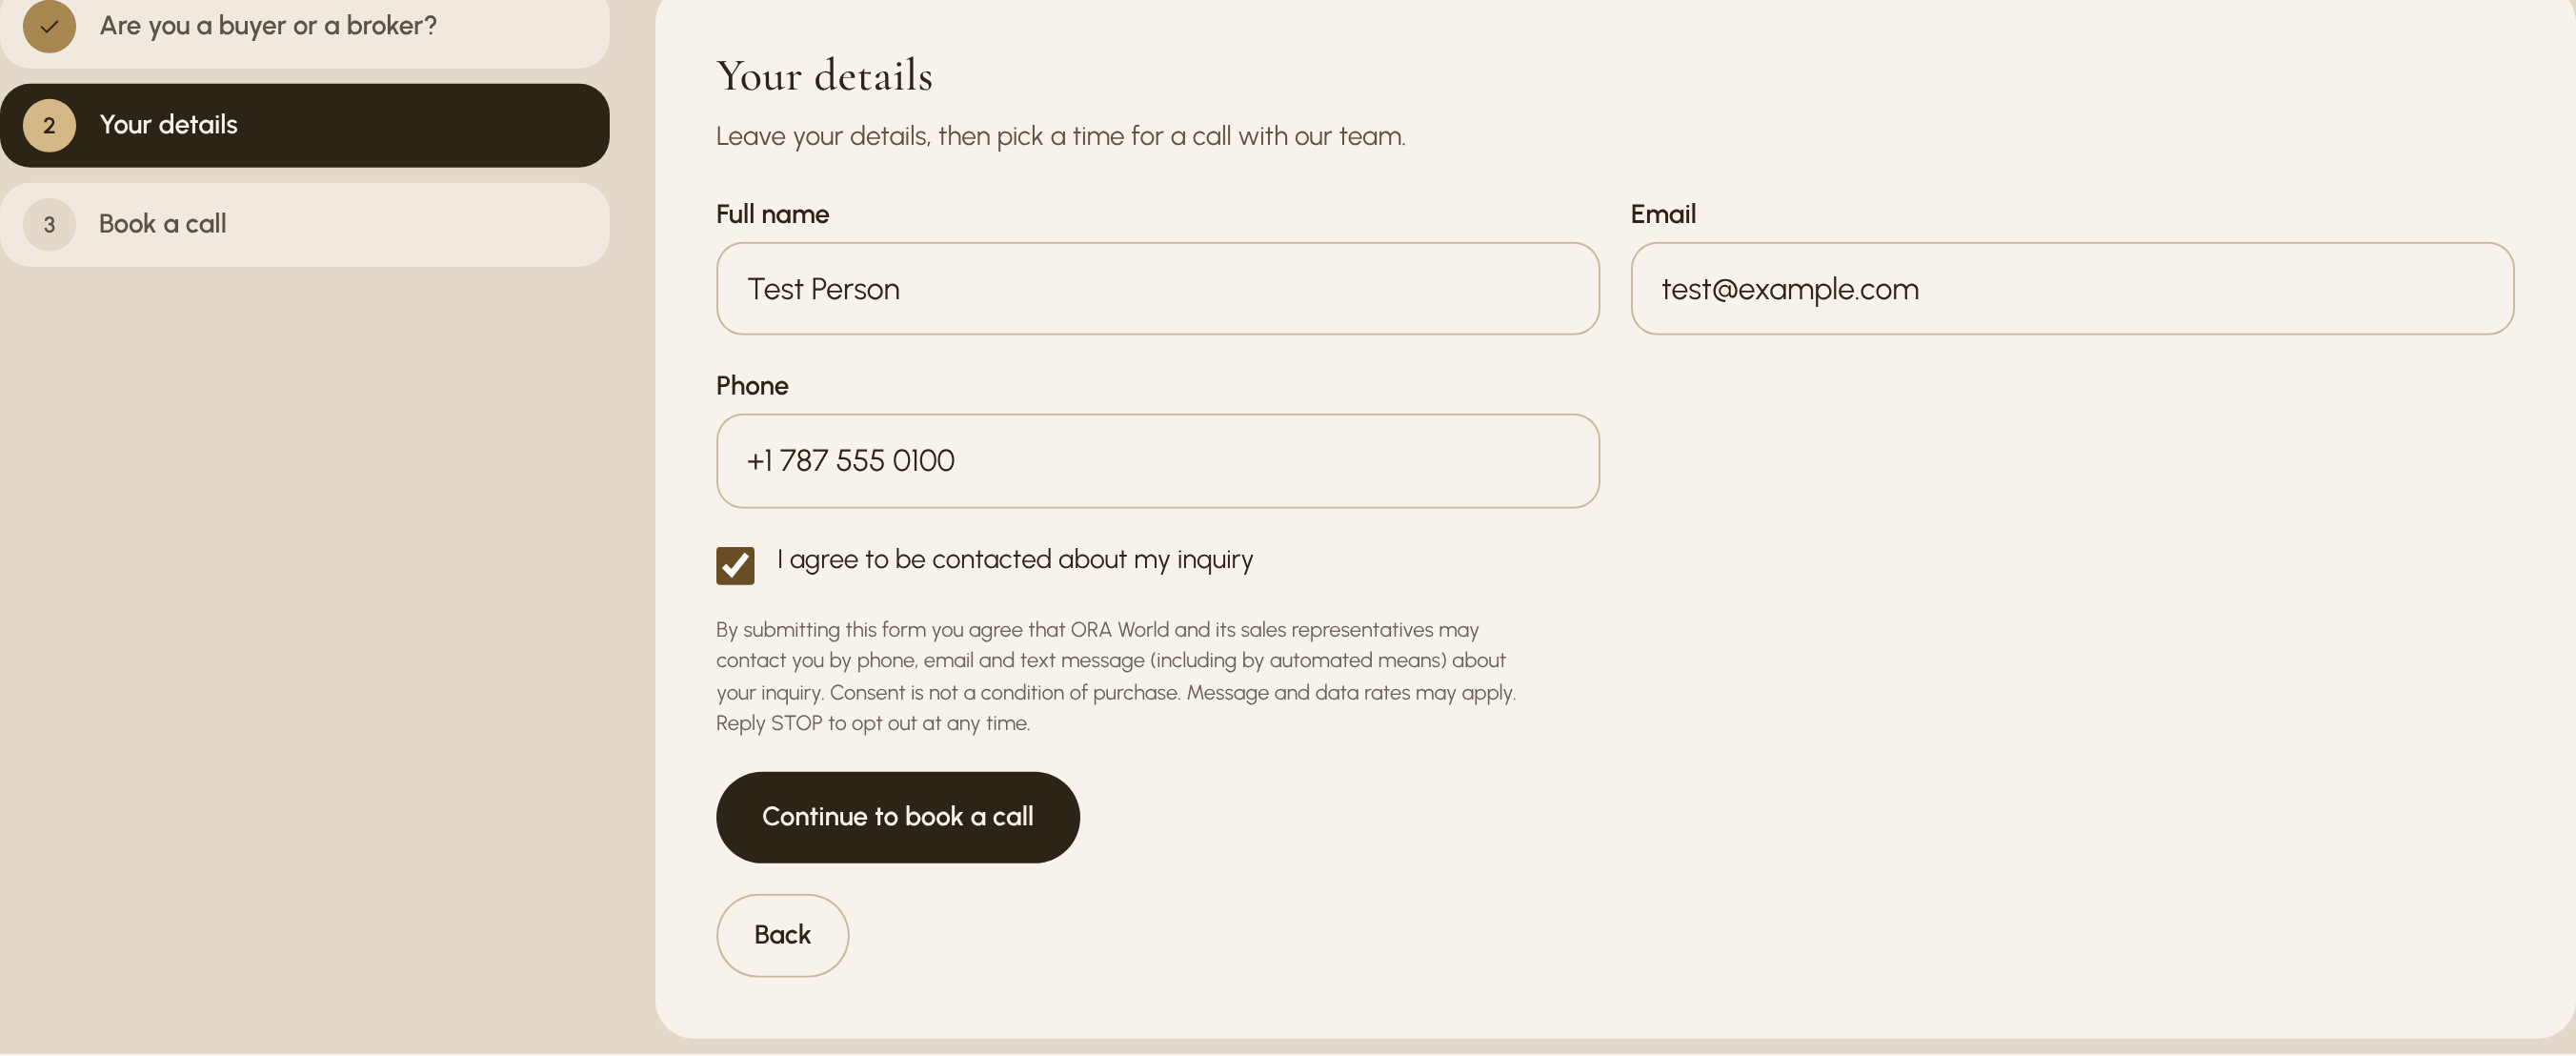 Are you a buyer or a broker?
2
Your details
3
Book a call
Your details
Leave your details, then pick a time for a call with our team.
Full name
Email
Test Person
test@example.com
Phone
+1 787 555 0100
I agree to be contacted about my inquiry
By submitting this form you agree that ORA World and its sales representatives may
contact you by phone, email and text message (including by automated means) about
your inquiry. Consent is not a condition of purchase. Message and data rates may apply.
Reply STOP to opt out at any time.
Continue to book a call
Back